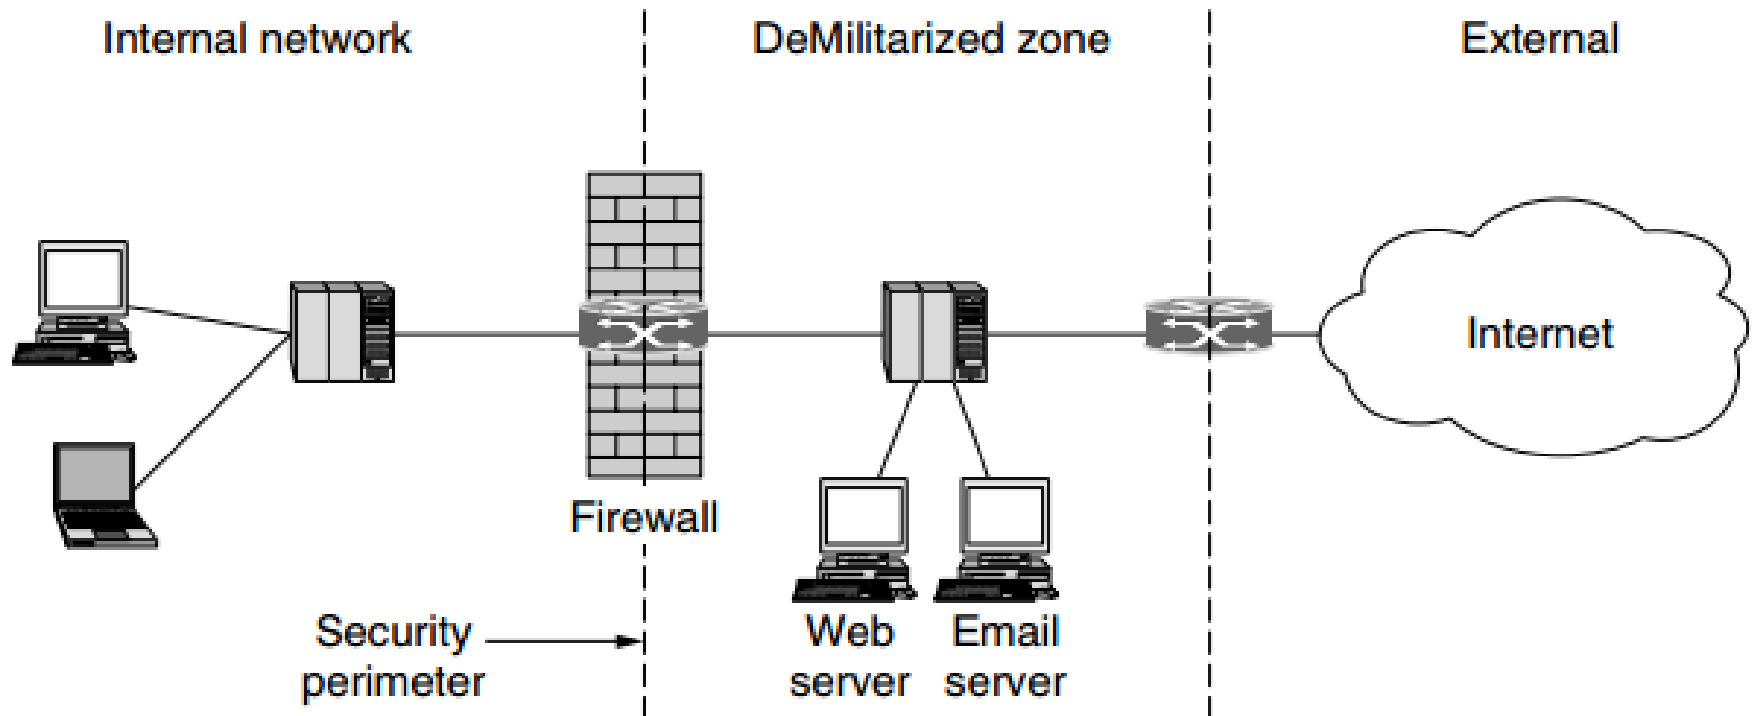 Internal network
DeMilitarized zone
External
Internet
Firewall
Security
perimeter
Web
server
Email
server